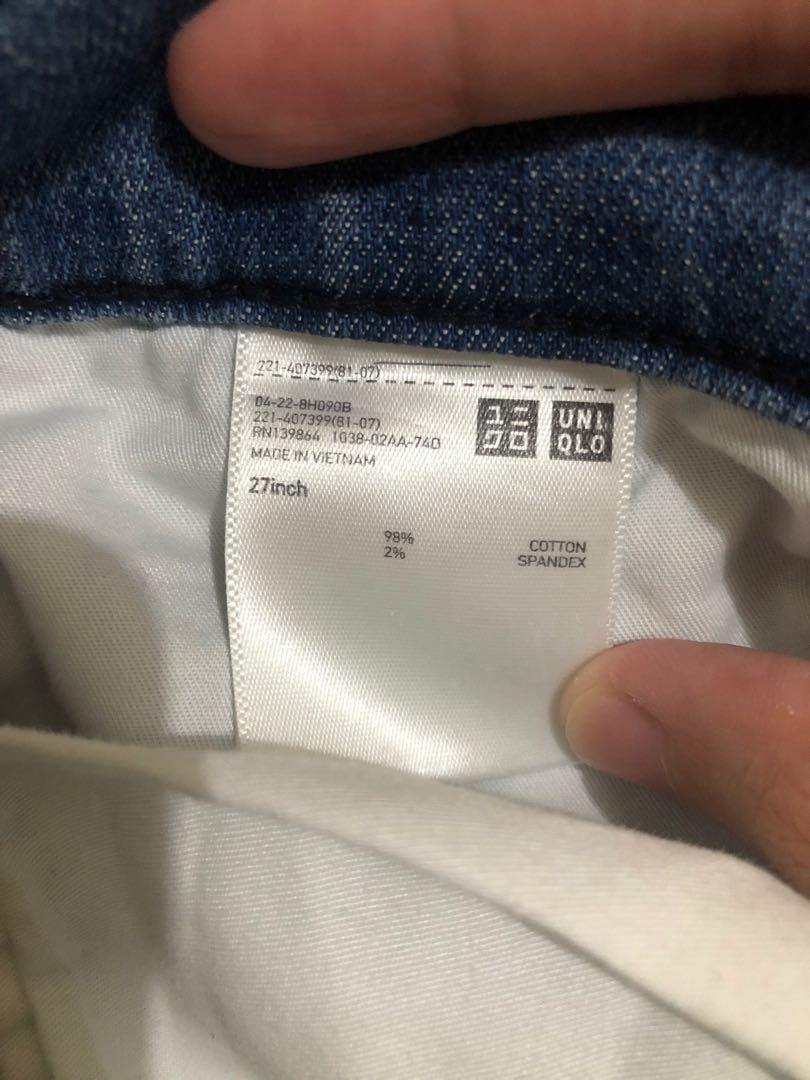 221-407399(81-07)
04-22-8H090B
221-407399(81-07)
RN139864 1038-02AA-74D
MADE IN VIETNAM
ユニ
クロ
UNI
QLO
27inch
98% COTTON
2% SPANDEX